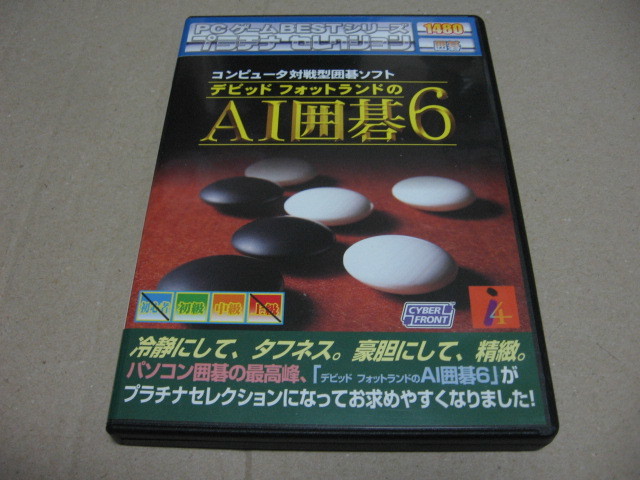 PCゲームBESTシリーズ
プラチナセレクション
1480
囲碁
コンピュータ対戦型囲碁ソフト
デビッド フォットランドの
AI囲碁6
初心者 初級 中級 上級
CYBER FRONT
i4
冷静にして、タフネス。豪胆にして、精緻。
パソコン囲碁の最高峰、「デビッド フォットランドのAI囲碁6」が
プラチナセレクションになってお求めやすくなりました!